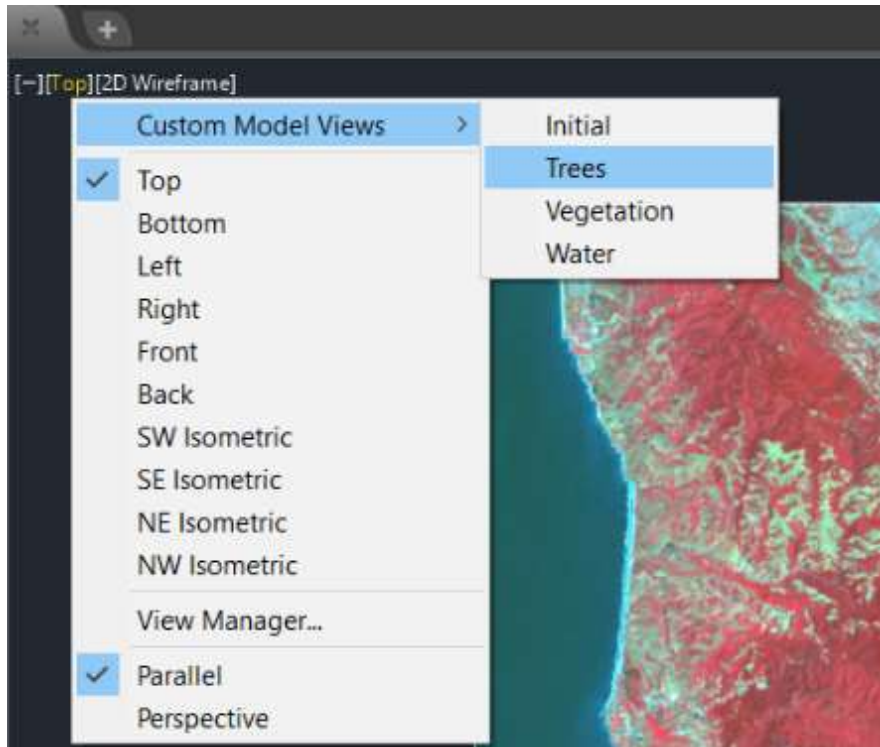 [−][Top][2D Wireframe]
Custom Model Views
Initial
Trees
Vegetation
Water
Top
Bottom
Left
Right
Front
Back
SW Isometric
SE Isometric
NE Isometric
NW Isometric
View Manager...
Parallel
Perspective